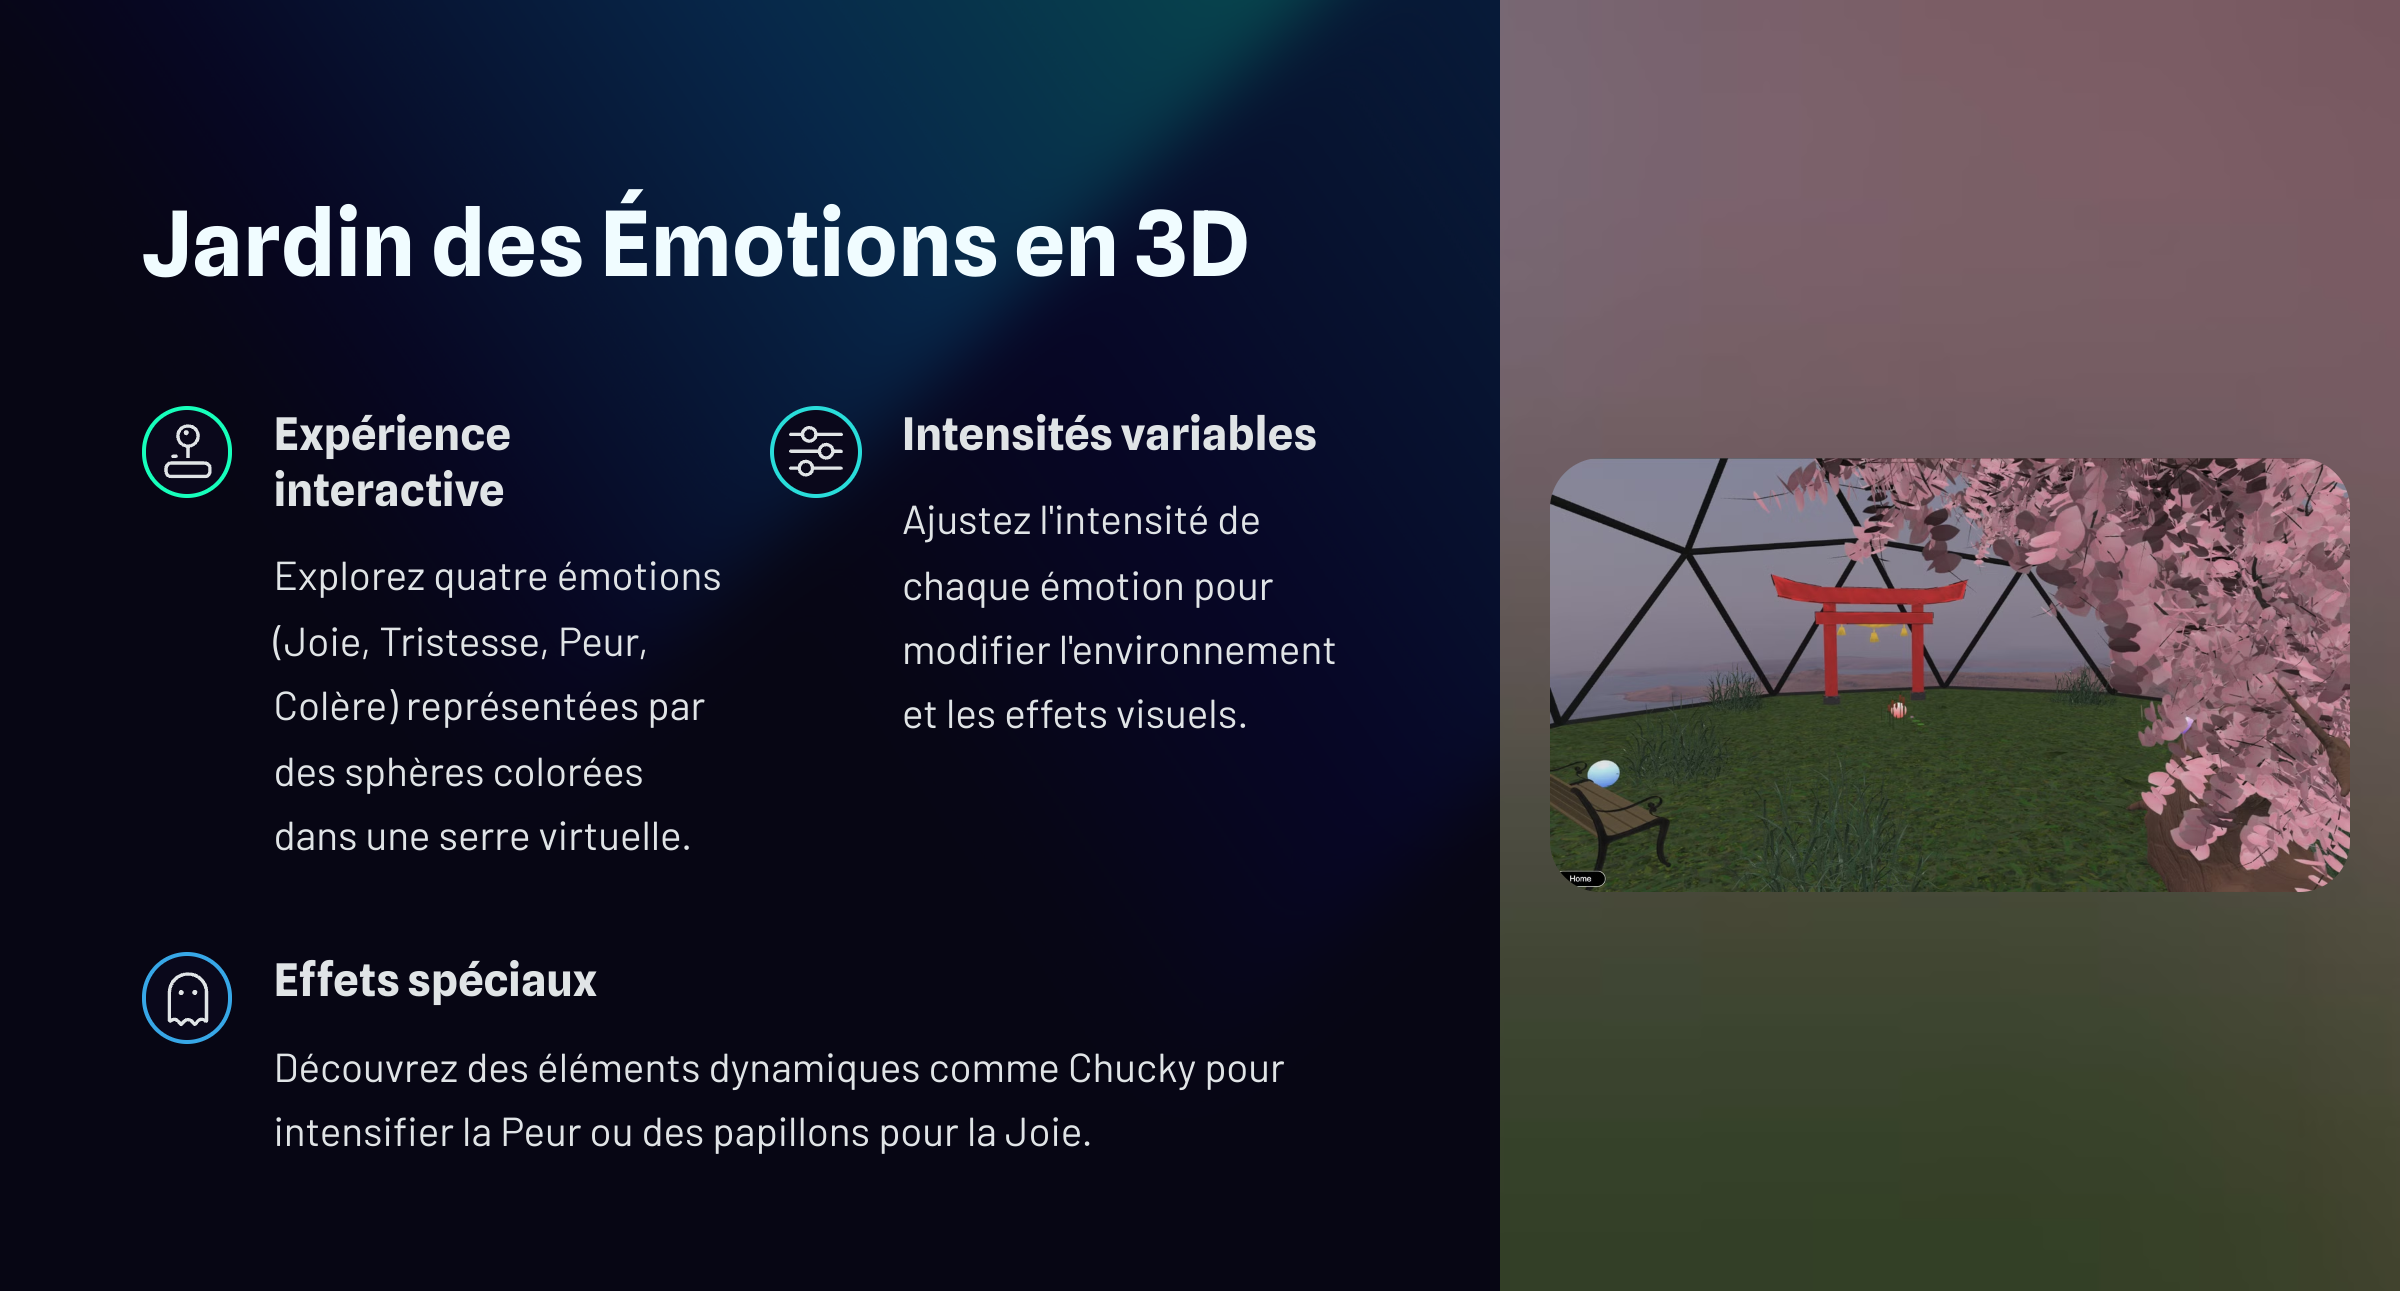 Jardin des Émotions en 3D
Expérience
interactive
Explorez quatre émotions
(Joie, Tristesse, Peur,
Colère) représentées par
des sphères colorées
dans une serre virtuelle.
Intensités variables
Ajustez l'intensité de
chaque émotion pour
modifier l'environnement
et les effets visuels.
Effets spéciaux
Découvrez des éléments dynamiques comme Chucky pour
intensifier la Peur ou des papillons pour la Joie.
Home